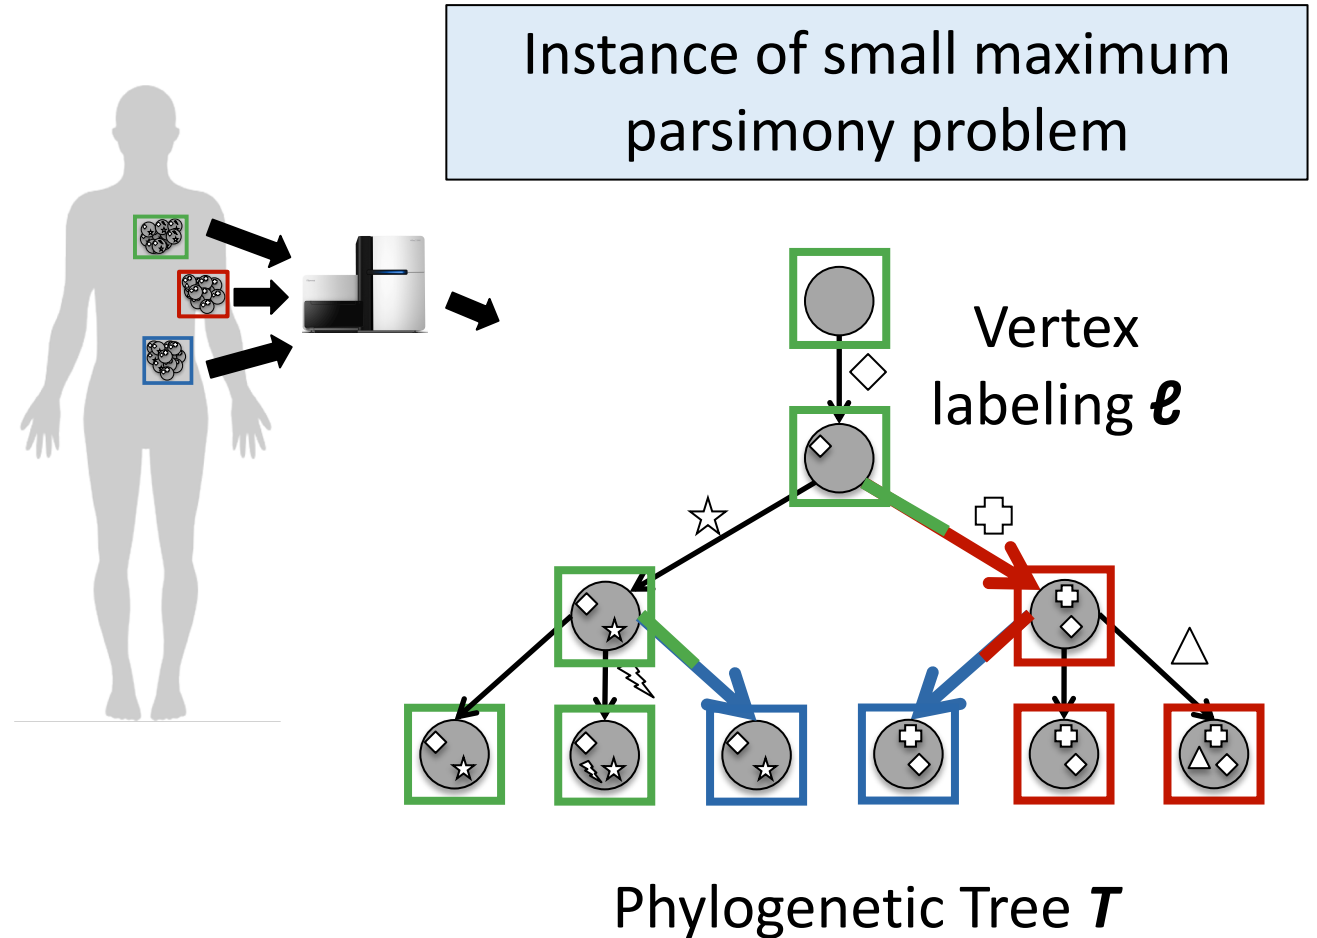 Instance of small maximum
parsimony problem
Vertex
labeling ℓ
Phylogenetic Tree T